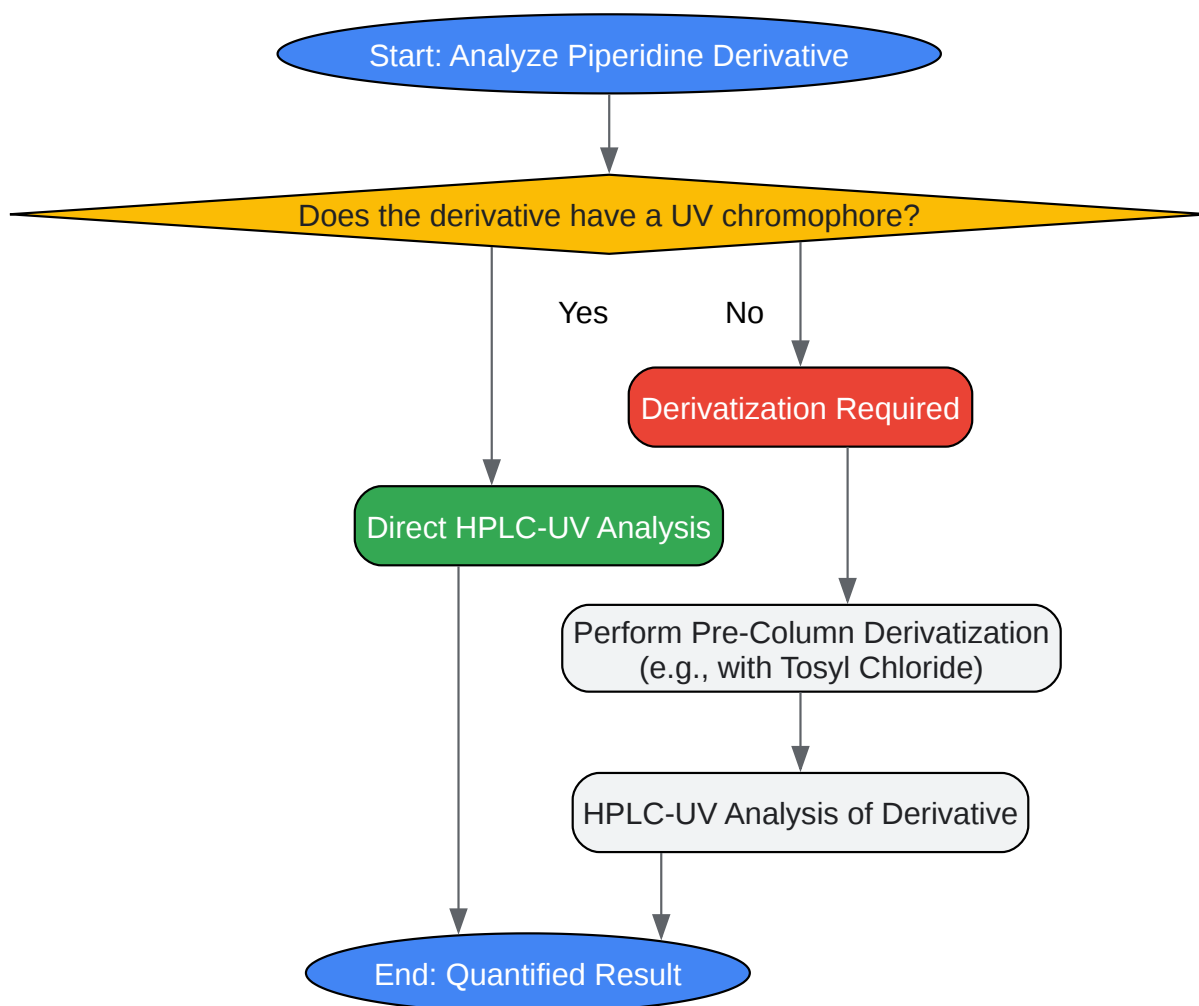 Start: Analyze Piperidine Derivative
Does the derivative have a UV chromophore?
Yes
No
Derivatization Required
Direct HPLC-UV Analysis
Perform Pre-Column Derivatization
(e.g., with Tosyl Chloride)
HPLC-UV Analysis of Derivative
End: Quantified Result